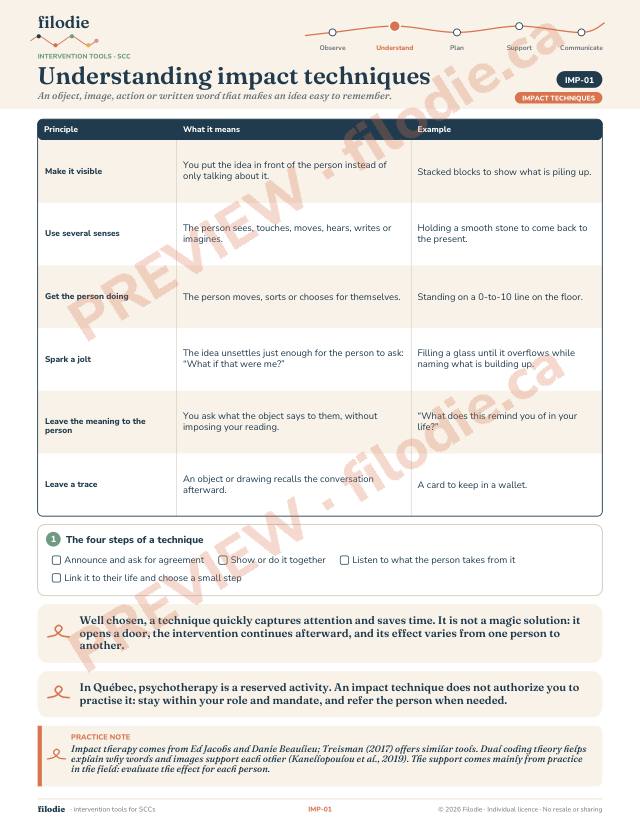 filodie
INTERVENTION TOOLS · SCC
Observe
Understand
Plan
Support
Communicate
Understanding impact techniques
An object, image, action or written word that makes an idea easy to remember.
IMP-01
IMPACT TECHNIQUES
Principle
What it means
Example
Make it visible
You put the idea in front of the person instead of
only talking about it.
Stacked blocks to show what is piling up.
Use several senses
The person sees, touches, moves, hears, writes or
imagines.
Holding a smooth stone to come back to
the present.
Get the person doing
The person moves, sorts or chooses for themselves.
Standing on a 0-to-10 line on the floor.
Spark a jolt
The idea unsettles just enough for the person to ask:
“What if that were me?”
Filling a glass until it overflows while
naming what is building up.
Leave the meaning to the
person
You ask what the object says to them, without
imposing your reading.
“What does this remind you of in your
life?”
Leave a trace
An object or drawing recalls the conversation
afterward.
A card to keep in a wallet.
1 The four steps of a technique
Announce and ask for agreement
Show or do it together
Listen to what the person takes from it
Link it to their life and choose a small step
Well chosen, a technique quickly captures attention and saves time. It is not a magic solution: it
opens a door, the intervention continues afterward, and its effect varies from one person to
another.
In Québec, psychotherapy is a reserved activity. An impact technique does not authorize you to
practise it: stay within your role and mandate, and refer the person when needed.
PRACTICE NOTE
Impact therapy comes from Ed Jacobs and Danie Beaulieu; Treisman (2017) offers similar tools. Dual coding theory helps
explain why words and images support each other (Kanellopoulou et al., 2019). The support comes mainly from practice
in the field: evaluate the effect for each person.
filodie · Intervention tools for SCCs
IMP-01
© 2026 Filodie · Individual licence · No resale or sharing
PREVIEW · filodie.ca
PREVIEW · filodie.ca